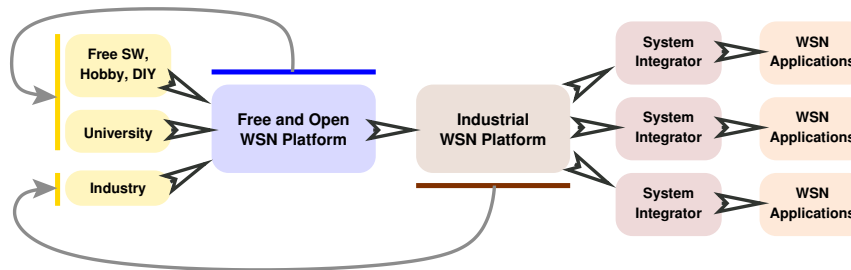 Free SW,
Hobby, DIY
University
Industry
Free and Open
WSN Platform
Industrial
WSN Platform
System
Integrator
WSN
Applications
System
Integrator
WSN
Applications
System
Integrator
WSN
Applications